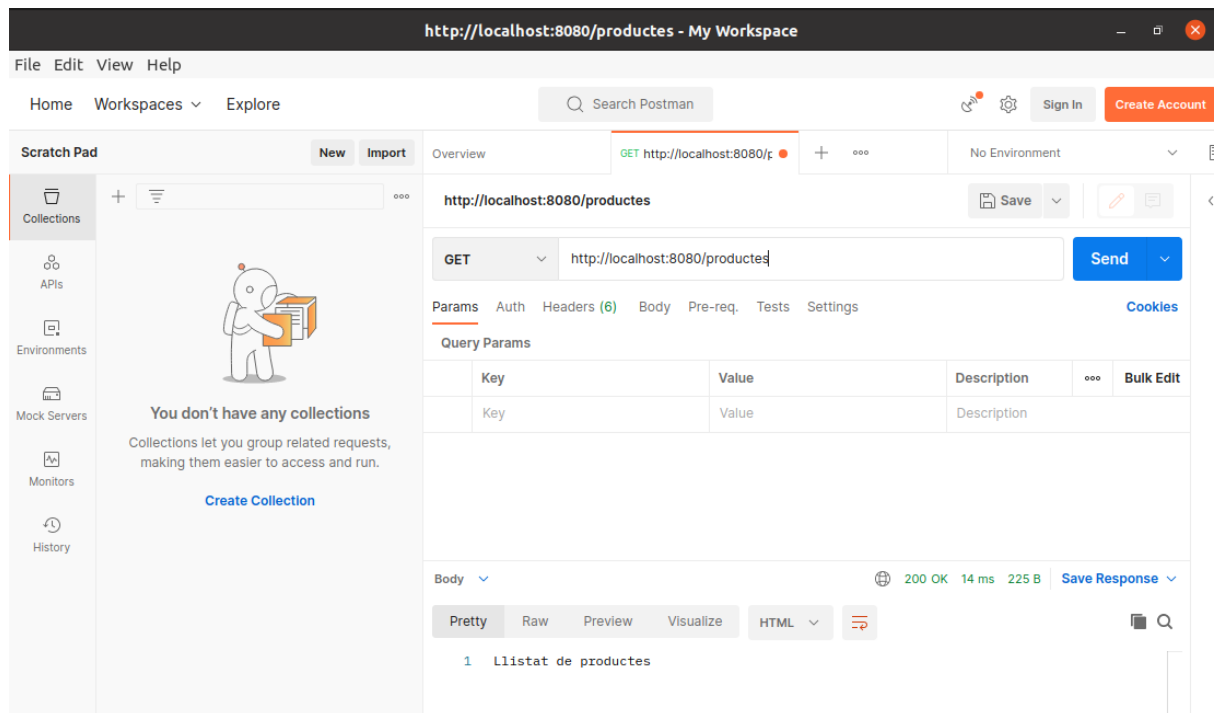 http://localhost:8080/productes - My Workspace
File Edit View Help
Home Workspaces Explore Search Postman Sign In Create Account
Scratch Pad New Import Overview GET http://localhost:8080/p No Environment
Collections http://localhost:8080/productes Save
GET http://localhost:8080/productes Send
APIs
Params Auth Headers (6) Body Pre-req. Tests Settings Cookies
Environments
Query Params
Key Value Description Bulk Edit
Mock Servers
Key Value Description
You don't have any collections
Collections let you group related requests,
making them easier to access and run.
Monitors
Create Collection
History
Body 200 OK 14 ms 225 B Save Response
Pretty Raw Preview Visualize HTML
1 Llistat de productes